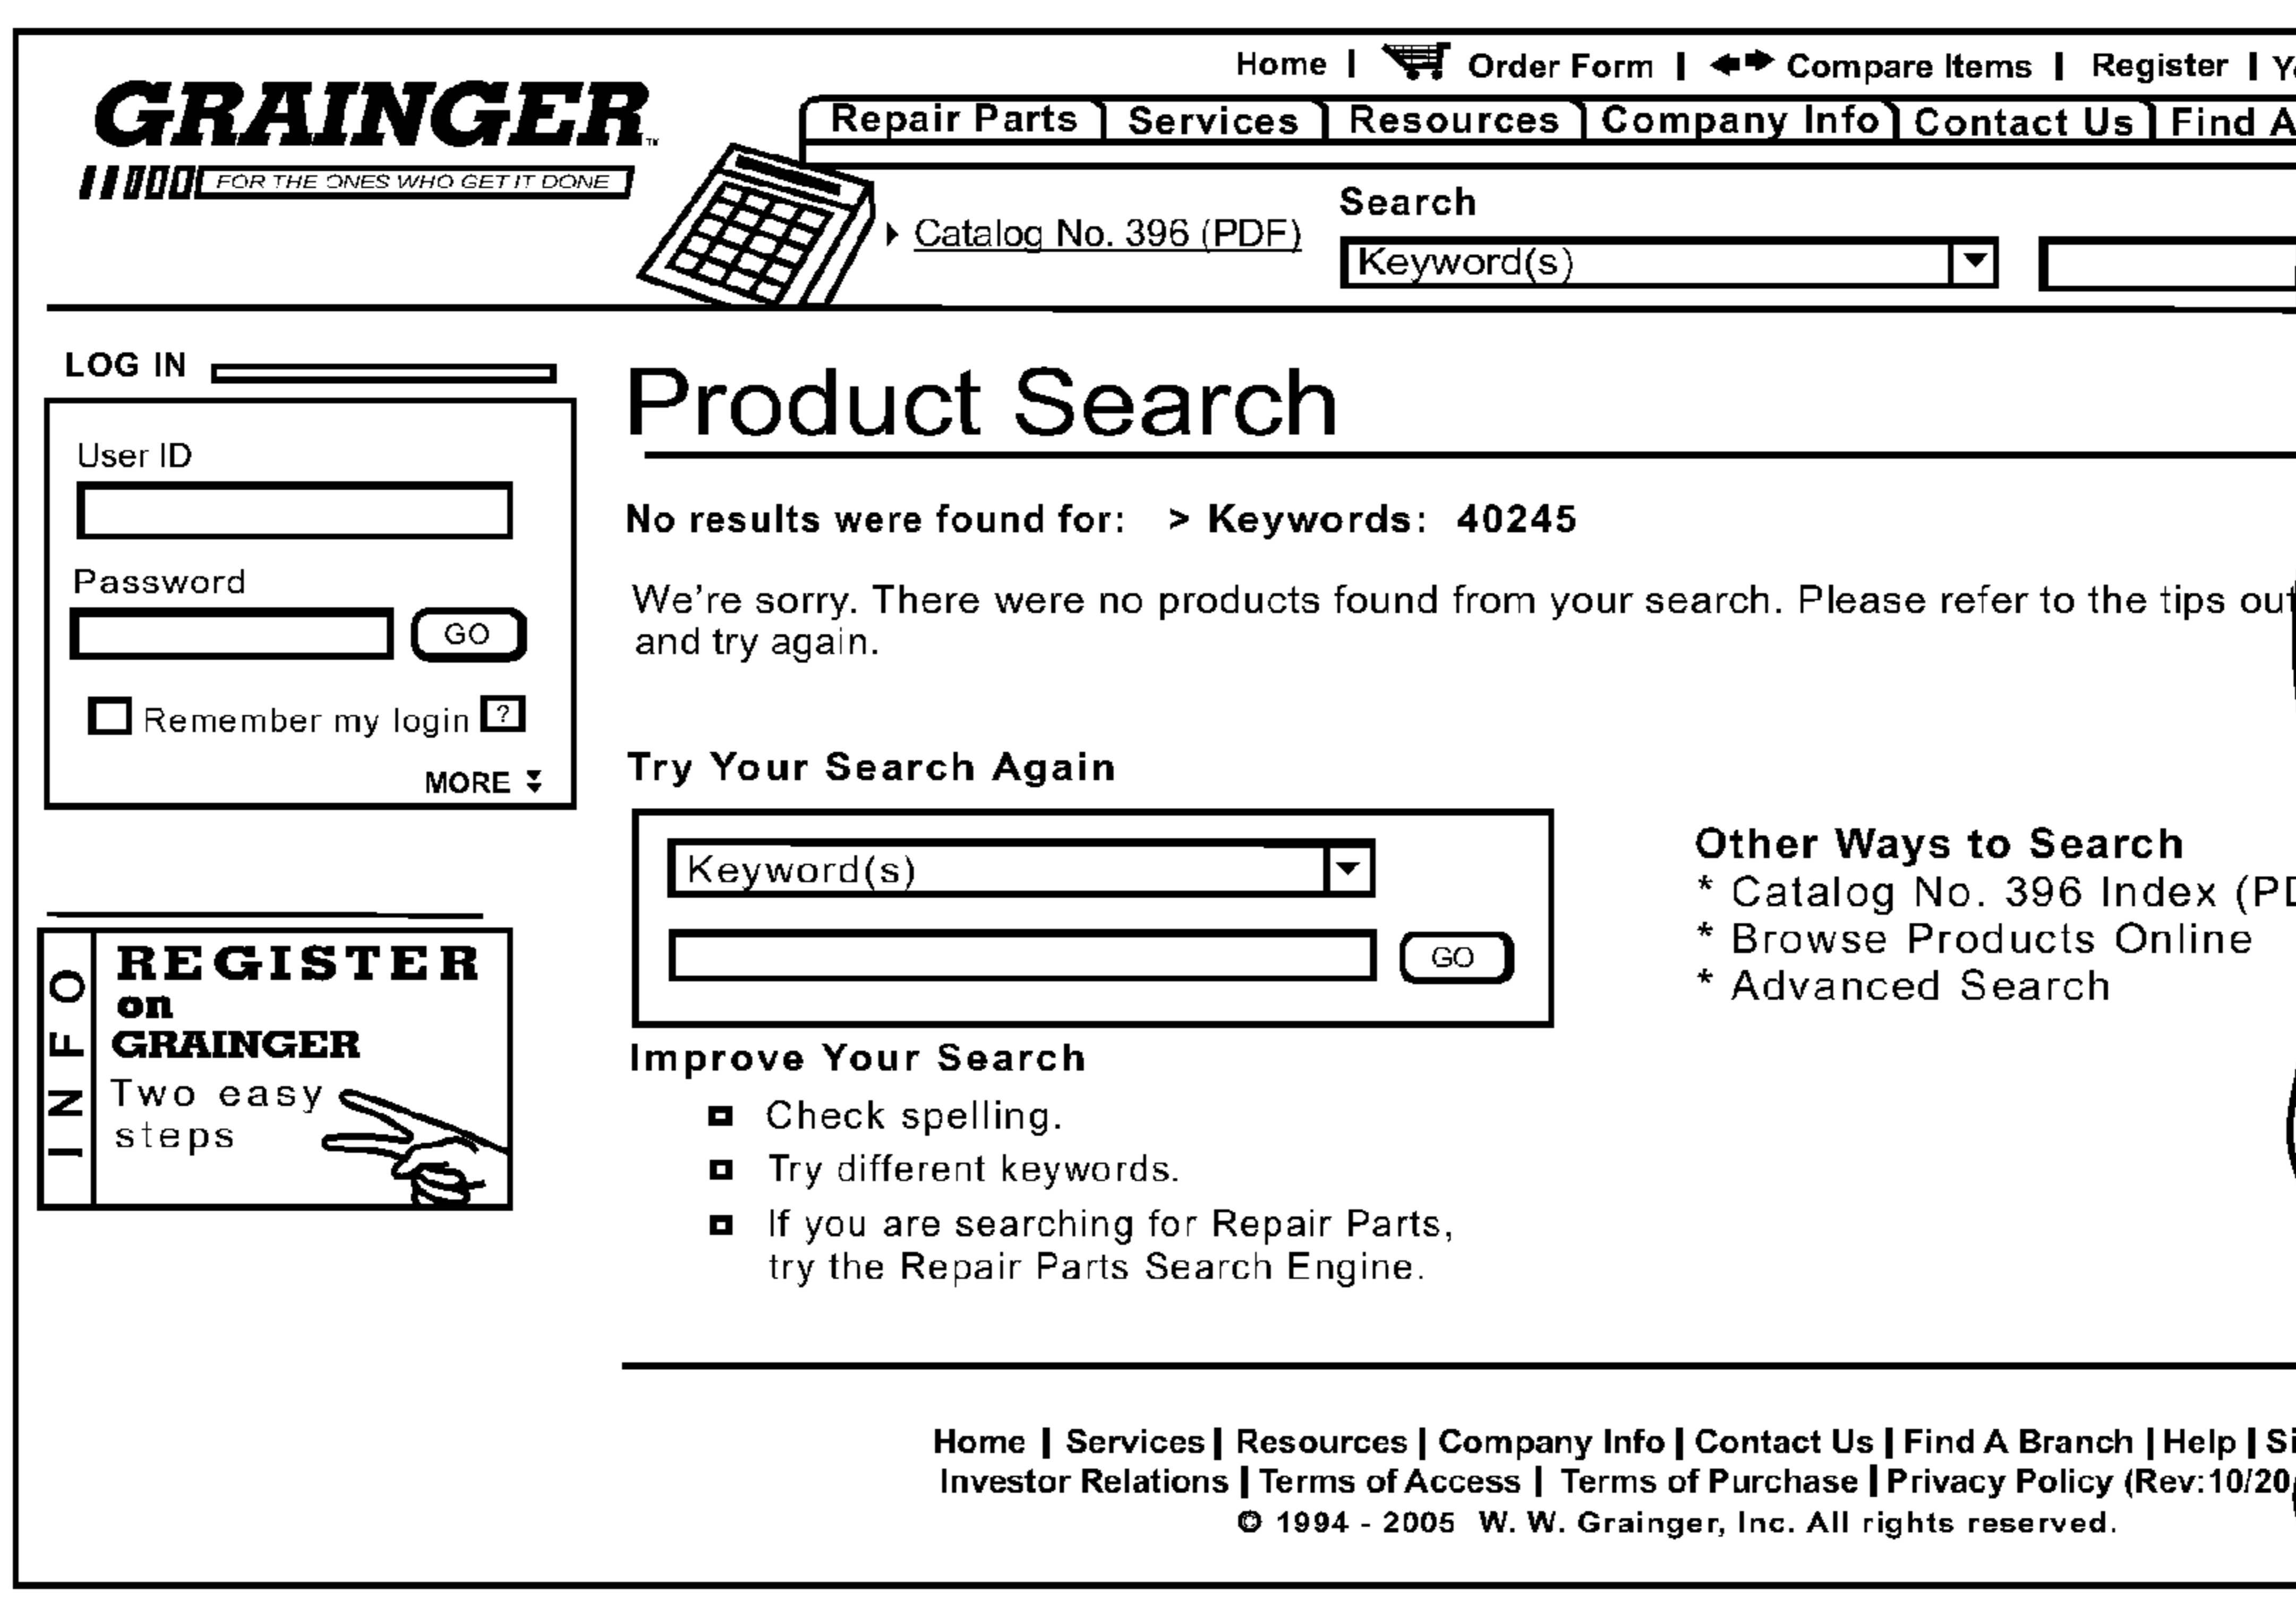 Home | Order Form | Compare Items | Register |
GRAINGER™
FOR THE ONES WHO GET IT DONE
Repair Parts Services Resources Company Info Contact Us Find A
Catalog No. 396 (PDF)
Search
Keyword(s)
LOG IN
User ID
Password
GO
Remember my login ?
MORE
REGISTER
on
GRAINGER
Two easy
steps
INFO
Product Search
No results were found for: > Keywords: 40245
We're sorry. There were no products found from your search. Please refer to the tips
and try again.
Try Your Search Again
Keyword(s)
GO
Other Ways to Search
* Catalog No. 396 Index
* Browse Products Online
* Advanced Search
Improve Your Search
Check spelling.
Try different keywords.
If you are searching for Repair Parts,
try the Repair Parts Search Engine.
Home | Services | Resources | Company Info | Contact Us | Find A Branch | Help |
Investor Relations | Terms of Access | Terms of Purchase | Privacy Policy (Rev:10/20
© 1994 - 2005 W. W. Grainger, Inc. All rights reserved.